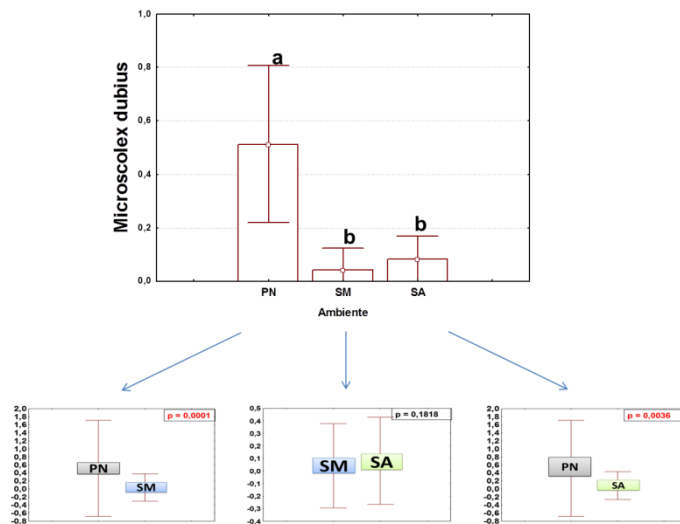 Microscolex dubius
1,0
0,8
0,6
0,4
0,2
0,0
a
b
b
PN
SM
SA
Ambiente
2,0
1,8
1,6
1,4
1,2
1,0
0,8
0,6
0,4
0,2
0,0
-0,2
-0,4
-0,6
-0,8
p = 0,0001
PN
SM
0,5
0,4
0,3
0,2
0,1
0,0
-0,1
-0,2
-0,3
-0,4
p = 0,1818
SM
SA
2,0
1,8
1,6
1,4
1,2
1,0
0,8
0,6
0,4
0,2
0,0
-0,2
-0,4
-0,6
-0,8
p = 0,0036
PN
SA